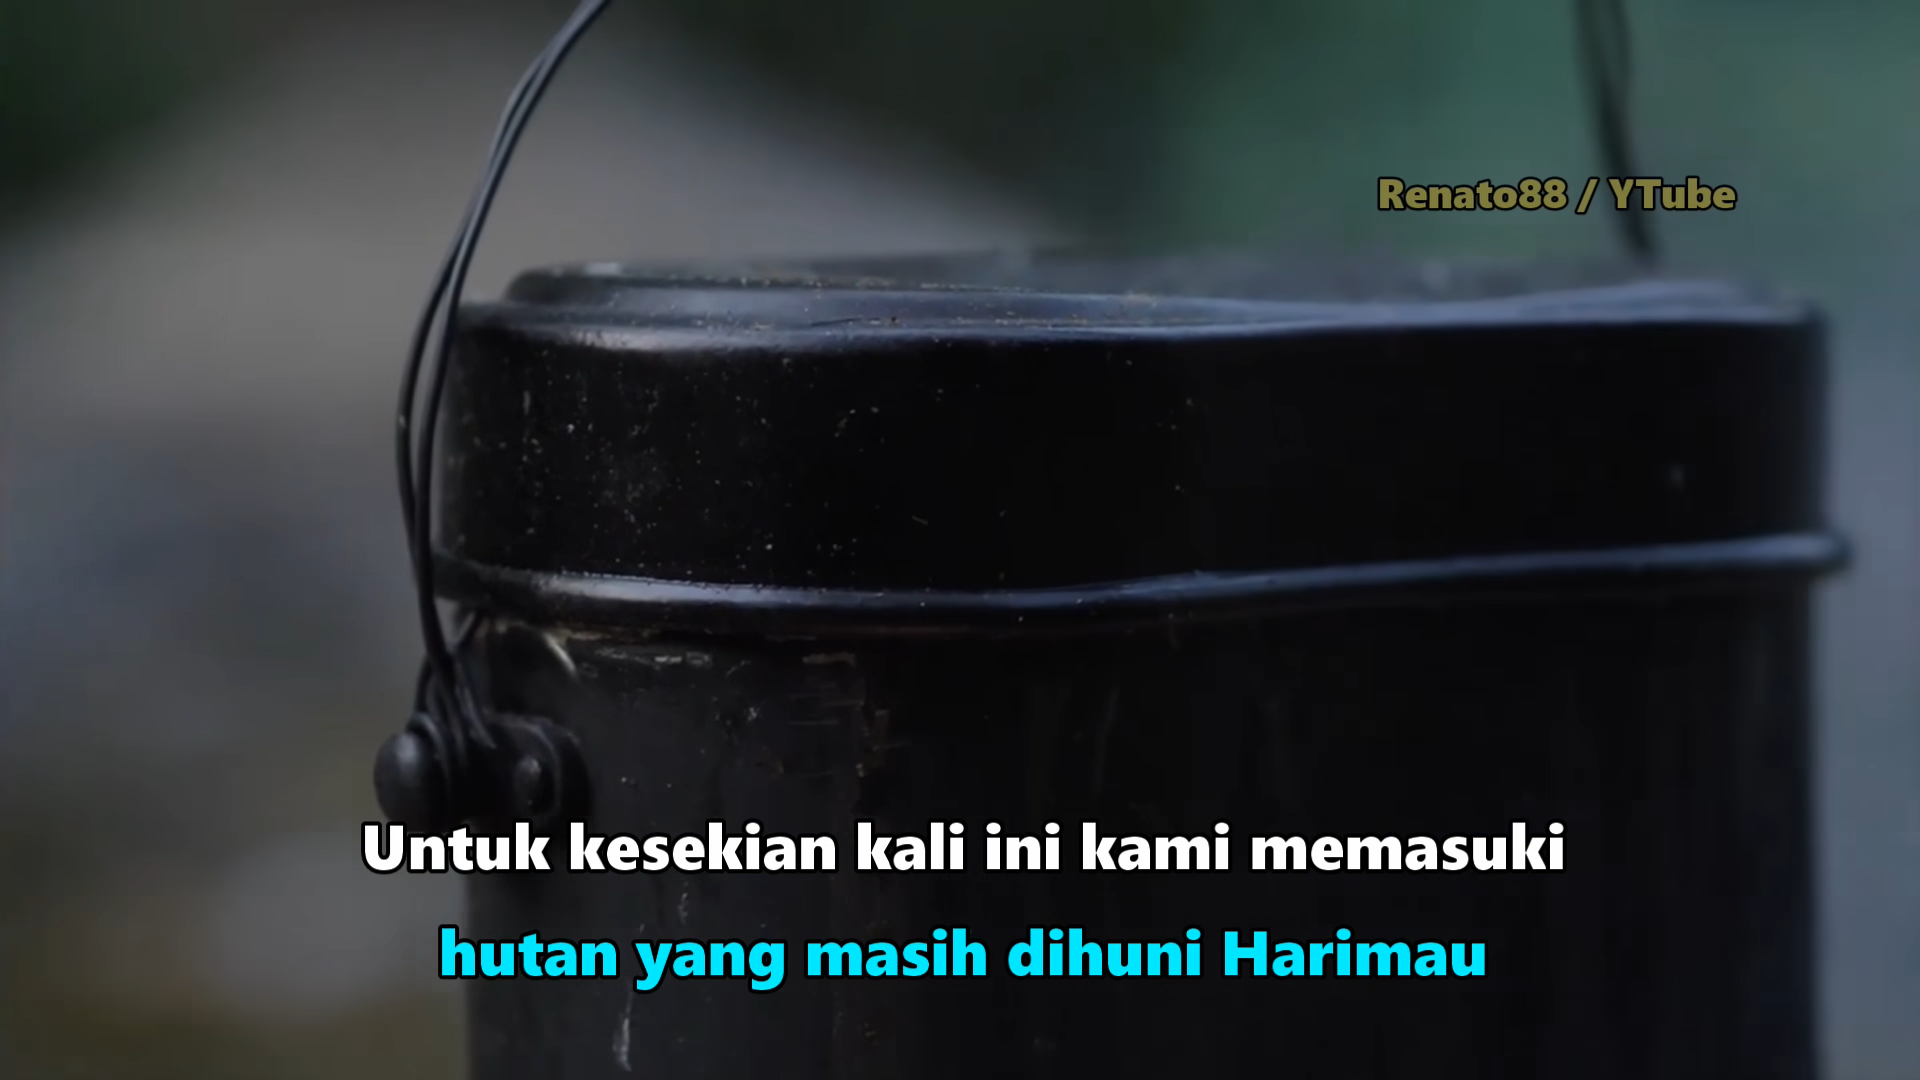 Renato88 / YTube
Untuk kesekian kali ini kami memasuki
hutan yang masih dihuni Harimau